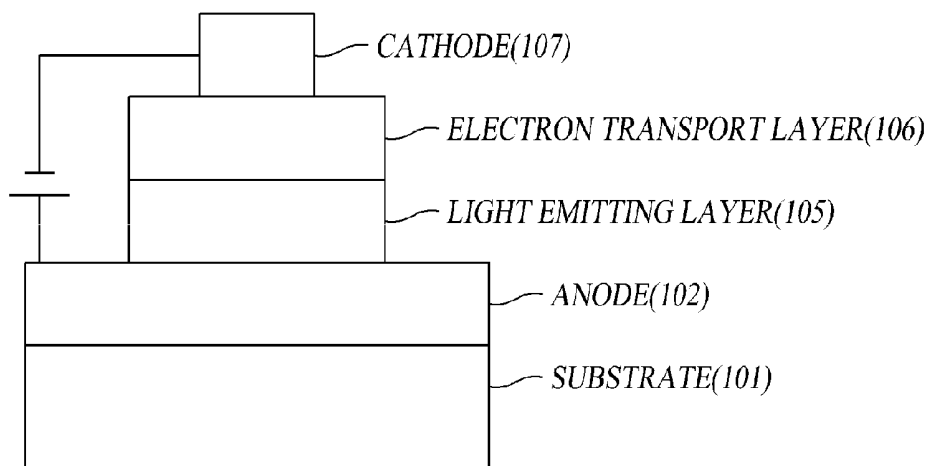 CATHODE(107)
ELECTRON TRANSPORT LAYER(106)
LIGHT EMITTING LAYER(105)
ANODE(102)
SUBSTRATE(101)